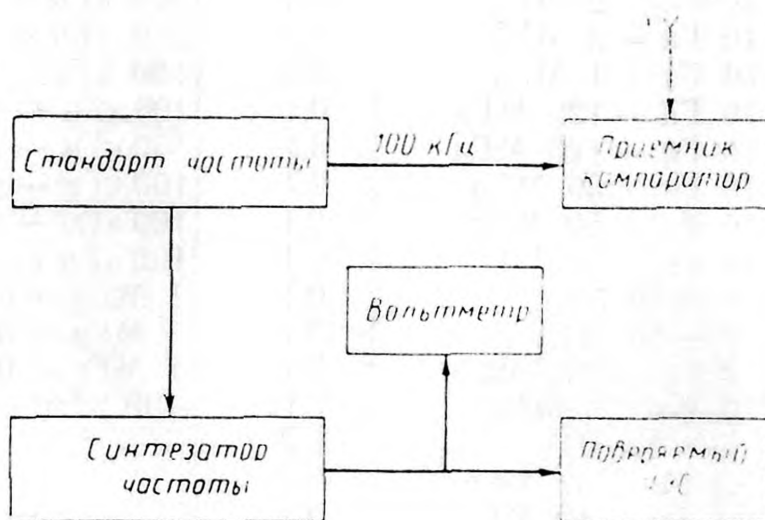 Стандарт частоты
100 кГц
Приемник
компаратор
Вольтметр
Синтезатор
частоты
Поверяемый